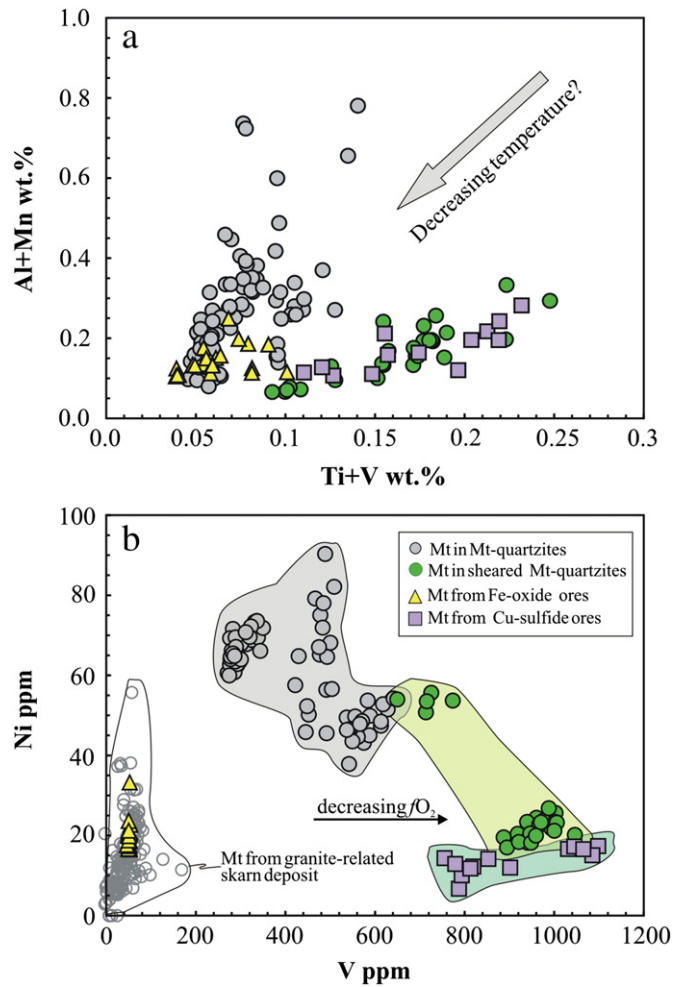 a
1.0
0.8
0.6
0.4
0.2
0.0
Al+Mn wt.%
Decreasing temperature?
0.0 0.05 0.1 0.15 0.2 0.25 0.3
Ti+V wt.%
b
100
80
60
40
20
0
Ni ppm
Mt in Mt-quartzites
Mt in sheared Mt-quartzites
Mt from Fe-oxide ores
Mt from Cu-sulfide ores
decreasing fO2
Mt from granite-related
skarn deposit
0 200 400 600 800 1000 1200
V ppm